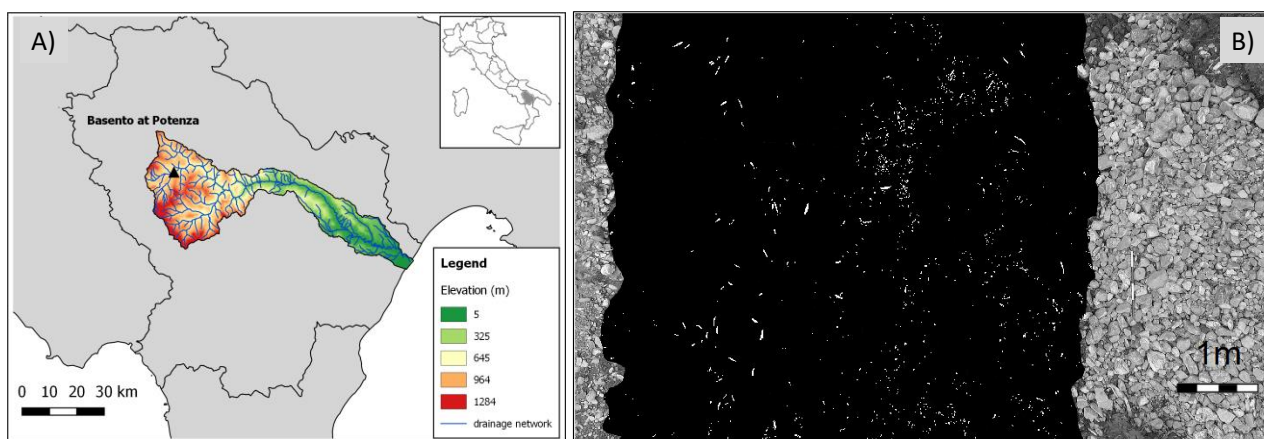 A)
Basento at Potenza
Legend
Elevation (m)
5
325
645
964
1284
drainage network
0 10 20 30 km
B)
1m